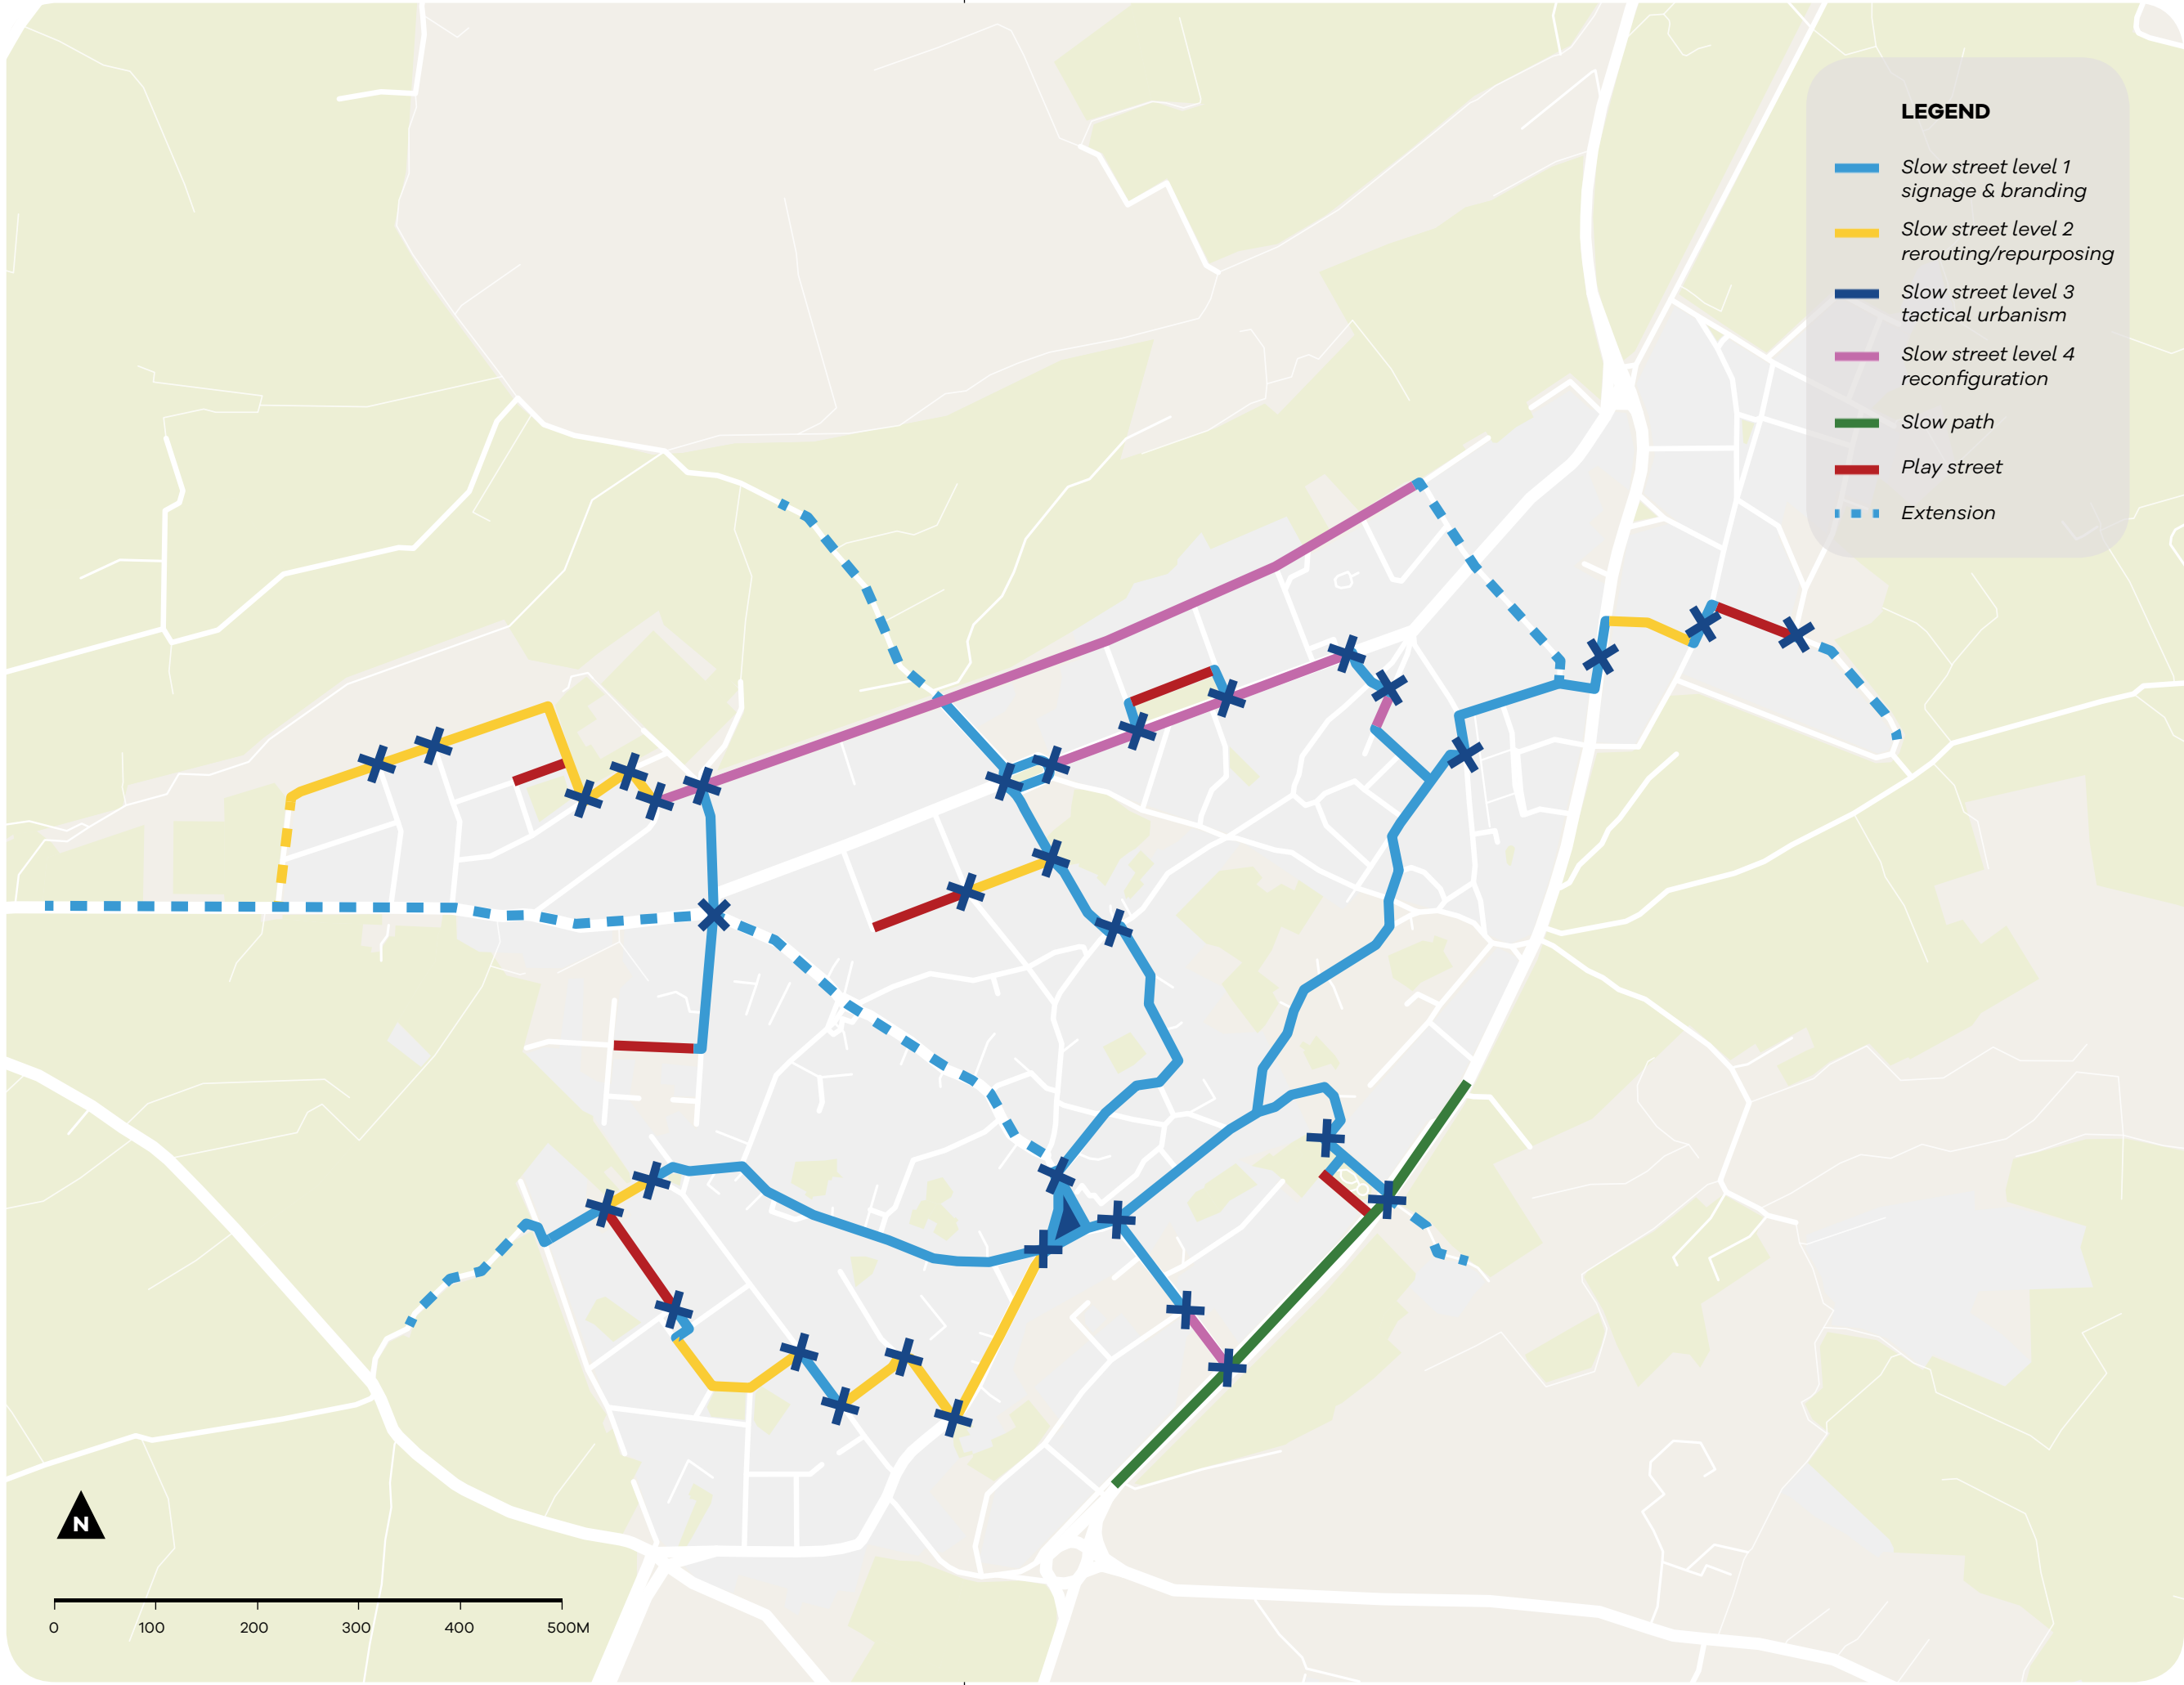 LEGEND
Slow street level 1
signage & branding
Slow street level 2
rerouting/repurposing
Slow street level 3
tactical urbanism
Slow street level 4
reconfiguration
Slow path
Play street
Extension
N
0 100 200 300 400 500M